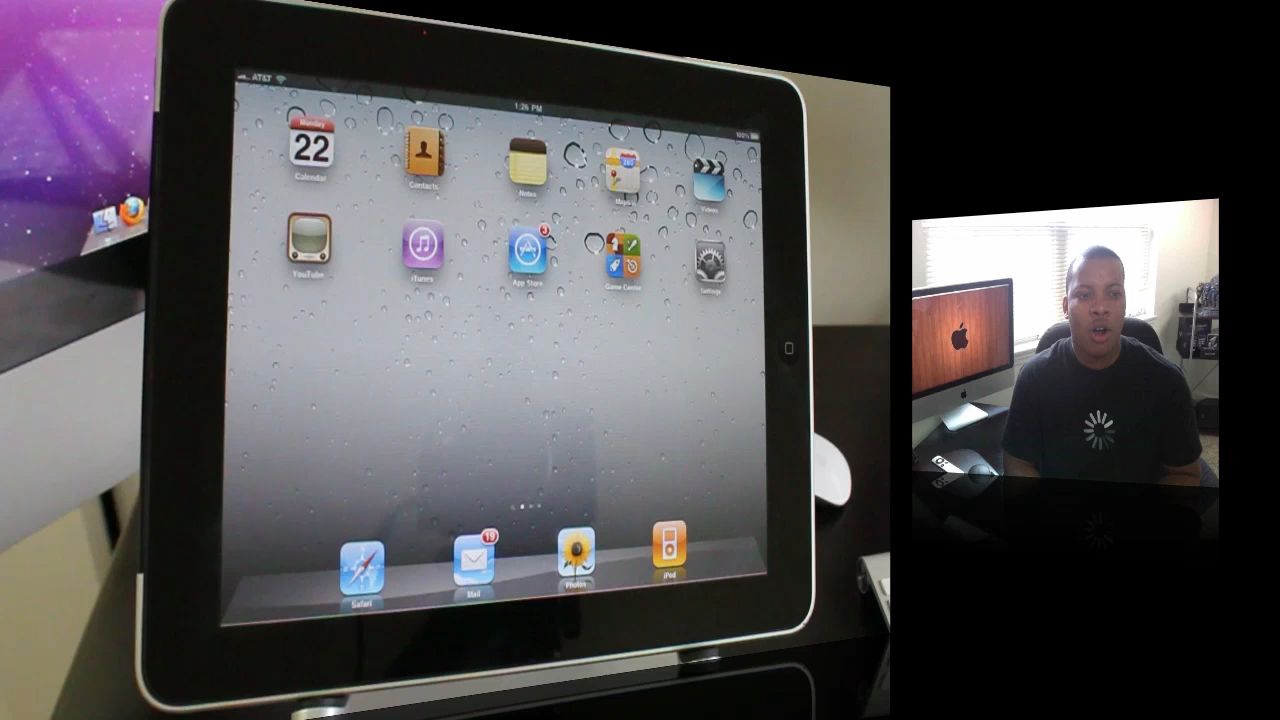 AT&T
1:26 PM
100%
Monday
22
Calendar
Contacts
Notes
Maps
Videos
YouTube
iTunes
3
App Store
Game Center
Settings
19
Safari
Mail
Photos
iPod